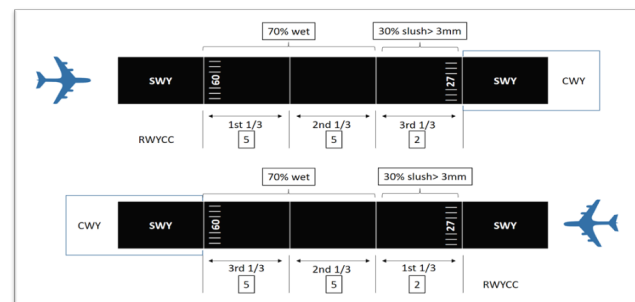 70% wet
30% slush> 3mm
SWY
09
27
SWY
CWY
1st 1/3
2nd 1/3
3rd 1/3
RWYCC
5
5
2
70% wet
30% slush> 3mm
CWY
SWY
09
27
SWY
3rd 1/3
2nd 1/3
1st 1/3
5
5
2
RWYCC